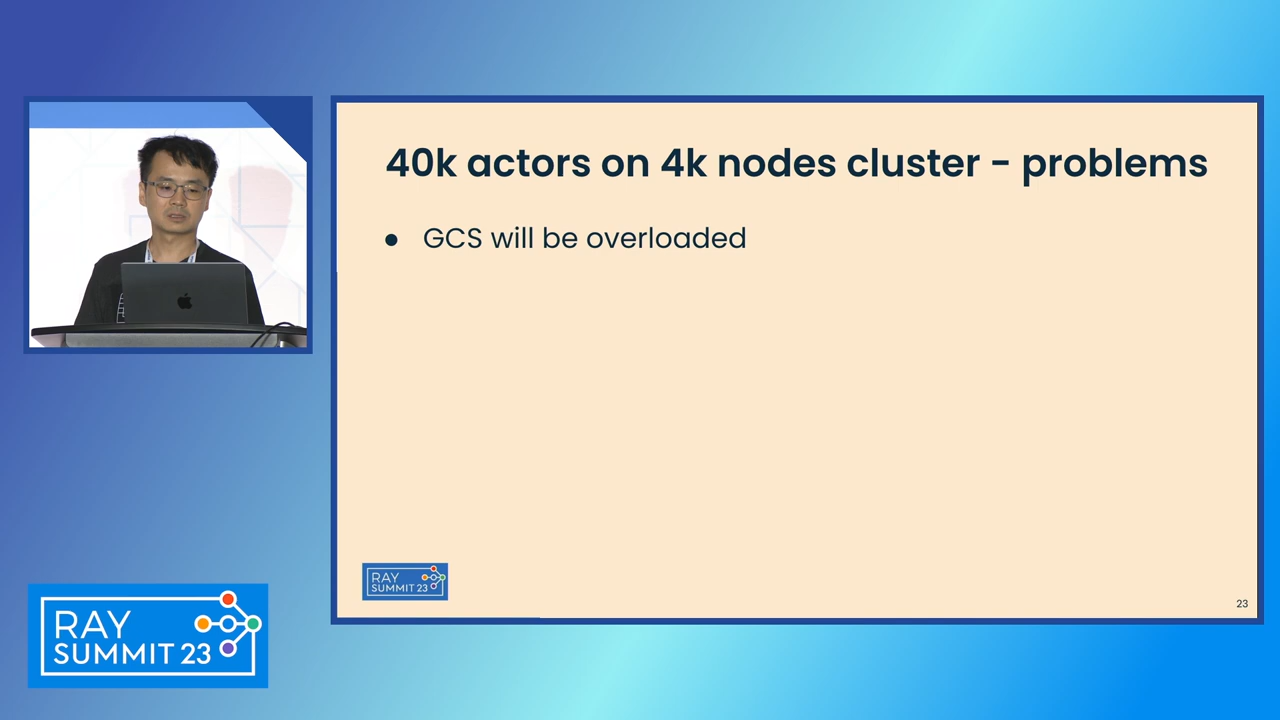 40k actors on 4k nodes cluster - problems
● GCS will be overloaded
RAY
SUMMIT 23
23
RAY
SUMMIT 23